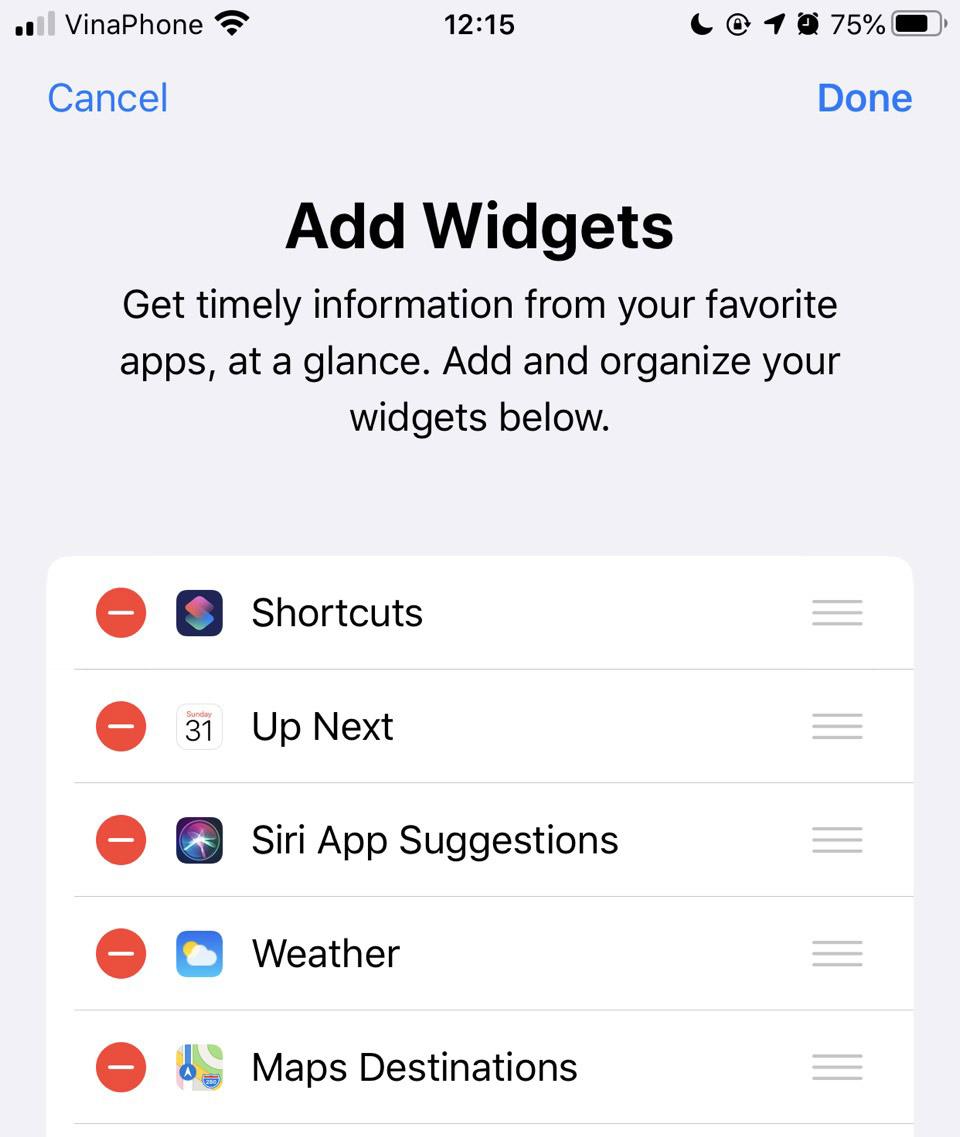 VinaPhone 12:15 75%
Cancel Done
Add Widgets
Get timely information from your favorite
apps, at a glance. Add and organize your
widgets below.
Shortcuts
Sunday
31
Up Next
Siri App Suggestions
Weather
280
Maps Destinations